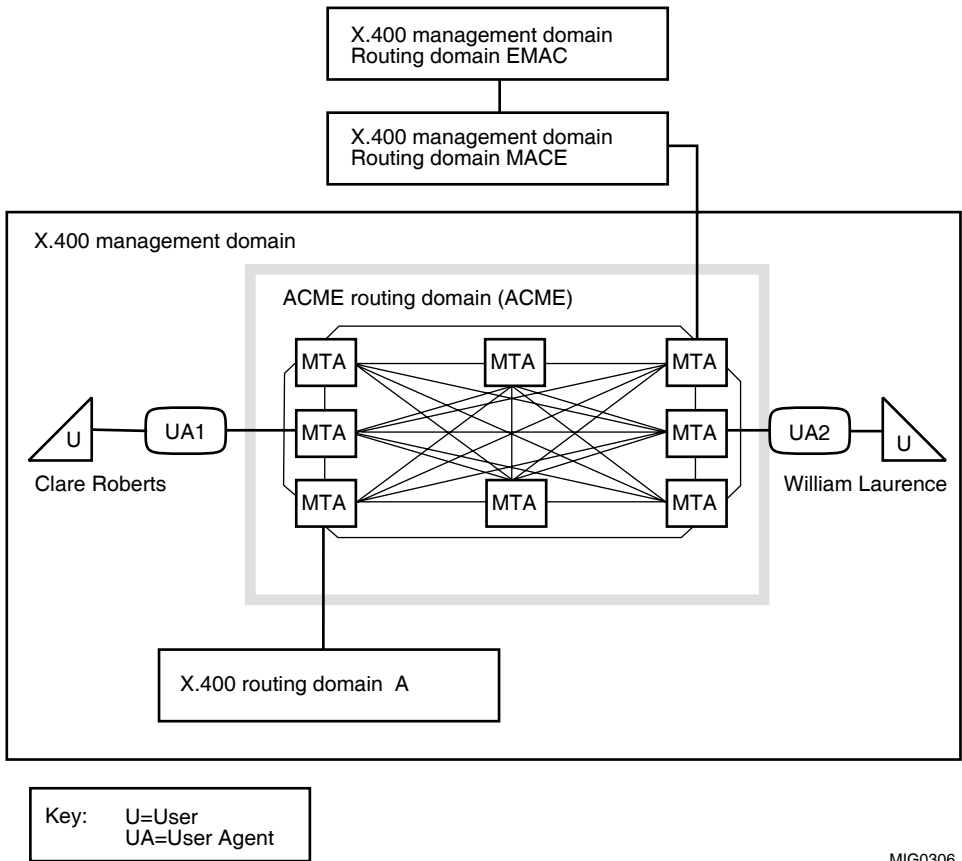 X.400 management domain
Routing domain EMAC
X.400 management domain
Routing domain MACE
X.400 management domain
ACME routing domain (ACME)
MTA
MTA
MTA
U
UA1
MTA
MTA
UA2
U
Clare Roberts
William Laurence
MTA
MTA
MTA
X.400 routing domain A
Key: U=User
UA=User Agent
MIG0306